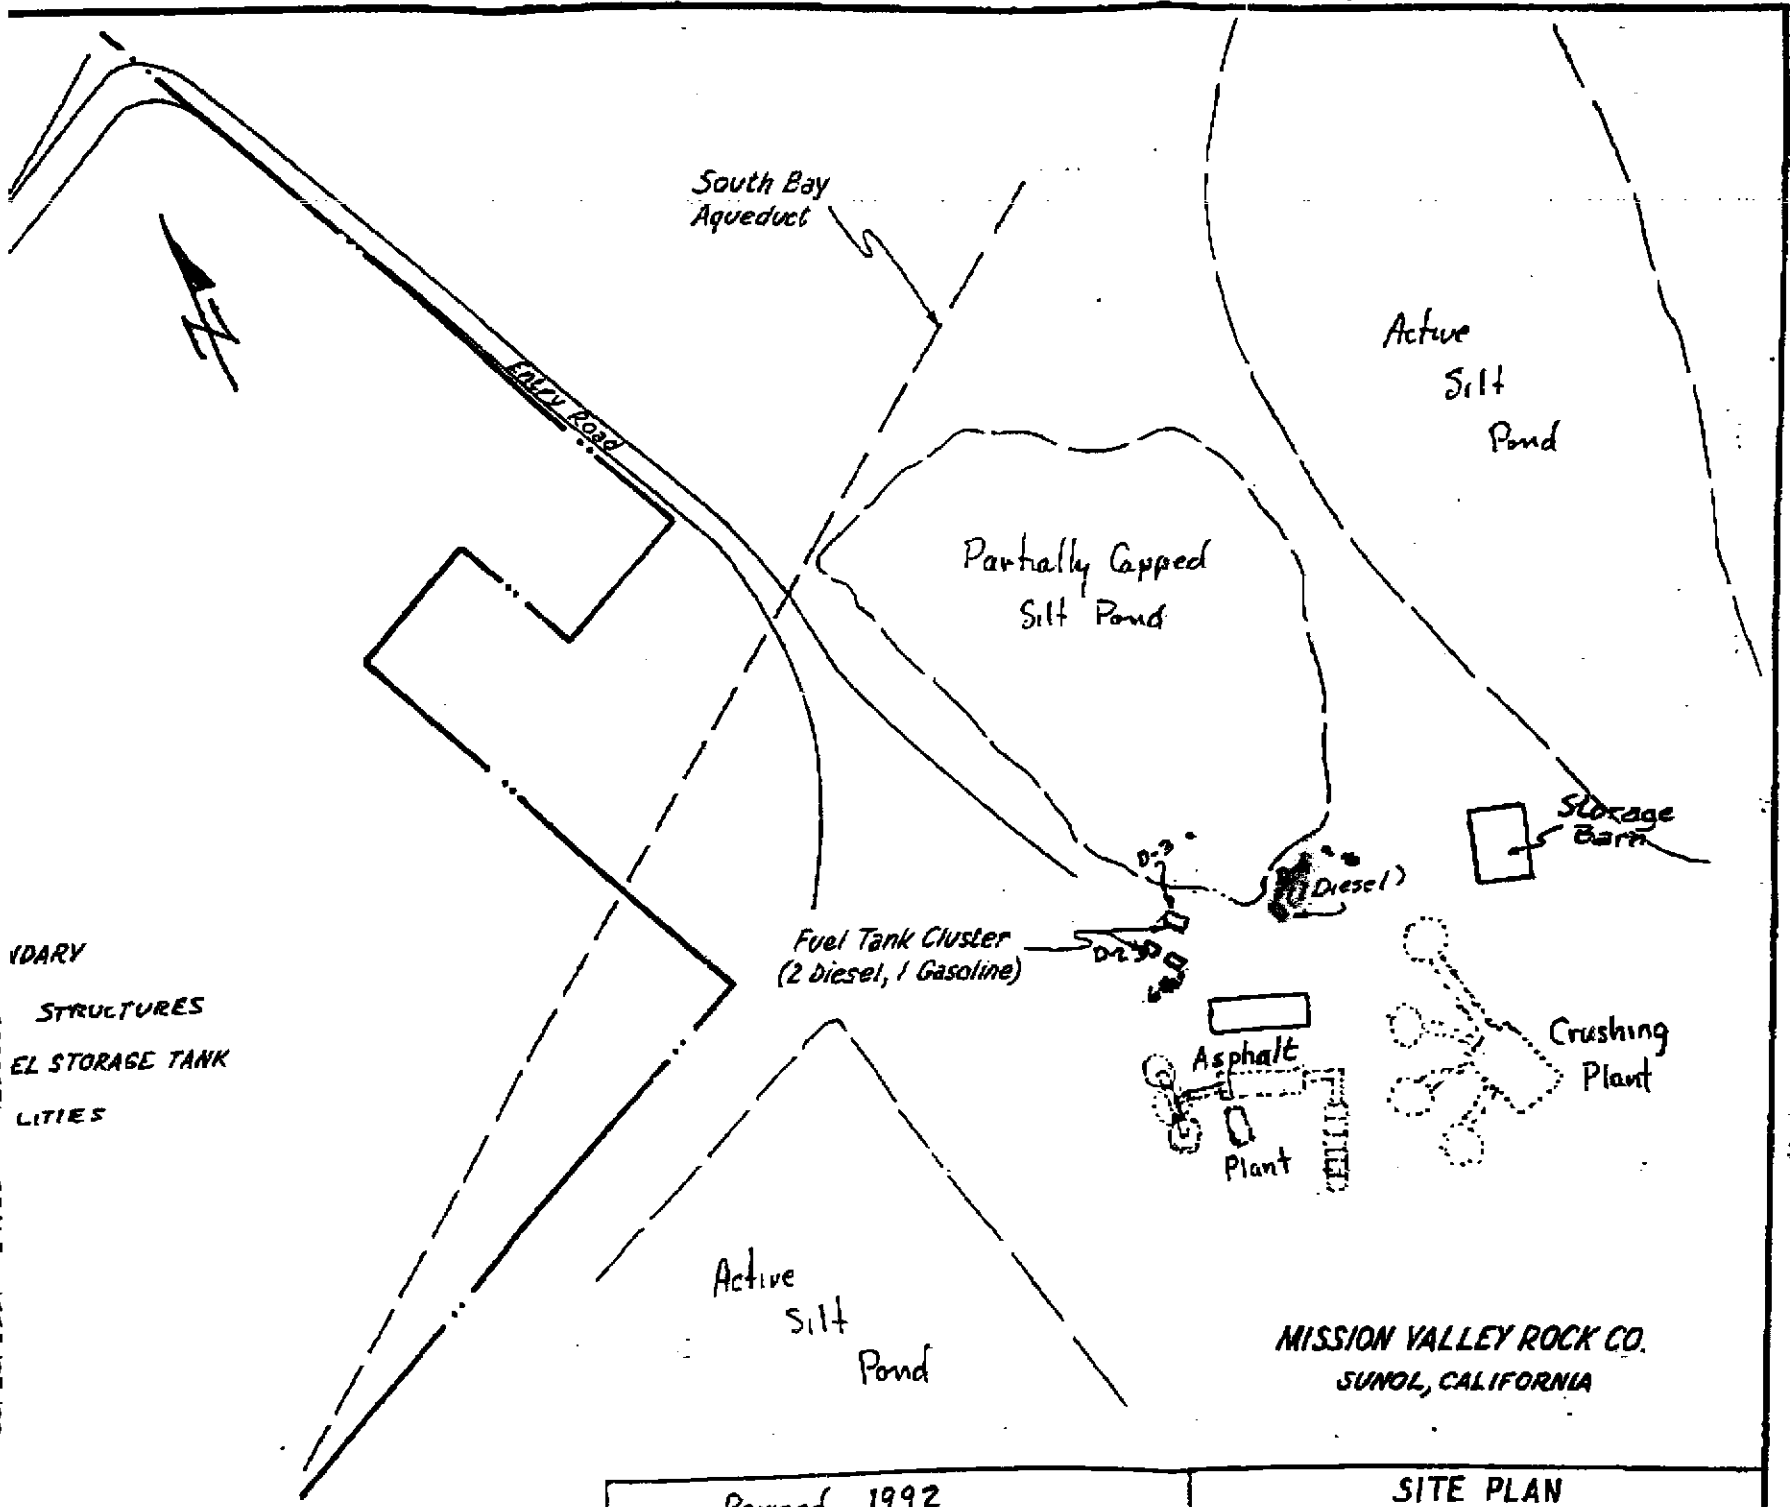 South Bay
Aqueduct
N
Entry Road
Active
Silt
Pond
Partially Capped
Silt Pond
Storage
Barn
D-3
Diesel)
Fuel Tank Cluster
(2 Diesel, 1 Gasoline)
D-2
NDARY
STRUCTURES
EL STORAGE TANK
LITIES
Asphalt
Plant
Crushing
Plant
Active
Silt
Pond
MISSION VALLEY ROCK CO.
SUNOL, CALIFORNIA
1992
SITE PLAN